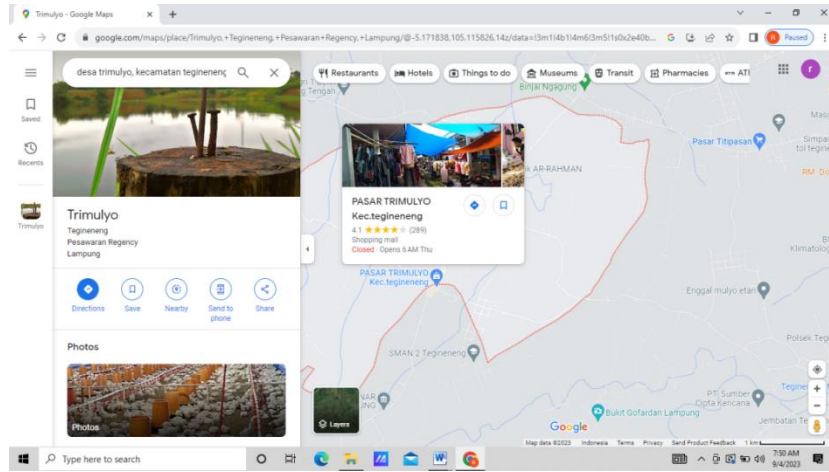 Trimulyo - Google Maps
google.com/maps/place/Trimulyo,+Tegineneng,+Pesawaran+Regency,+Lampung/@-5.171838,105.115826,14z/data=!3m1!4b1!4m6!3m5!1s0x2e40b...
Paused
desa trimulyo, kecamatan tegineneng
Restaurants
Hotels
Things to do
Museums
Transit
Pharmacies
Saved
Recents
Trimulyo
Trimulyo
Tegineneng
Pesawaran Regency
Lampung
Directions
Save
Nearby
Send to phone
Share
Photos
Photos
Binjai Ngagung
AR-RAHMAN
Pasar Titipasan
PASAR TRIMULYO
Kec.tegineneng
4.1 (289)
Shopping mall
Closed · Opens 6 AM Thu
PASAR TRIMULYO
Kec.tegineneng
Enggal mulyo etan
SMAN 2 Tegineneng
PT. Sumber
Cipta Kencana
Bukit Gofardan Lampung
Layers
Google
Map data ©2023
Indonesia
Terms
Privacy
Send Product Feedback
1 km
Type here to search
7:50 AM
9/4/2023